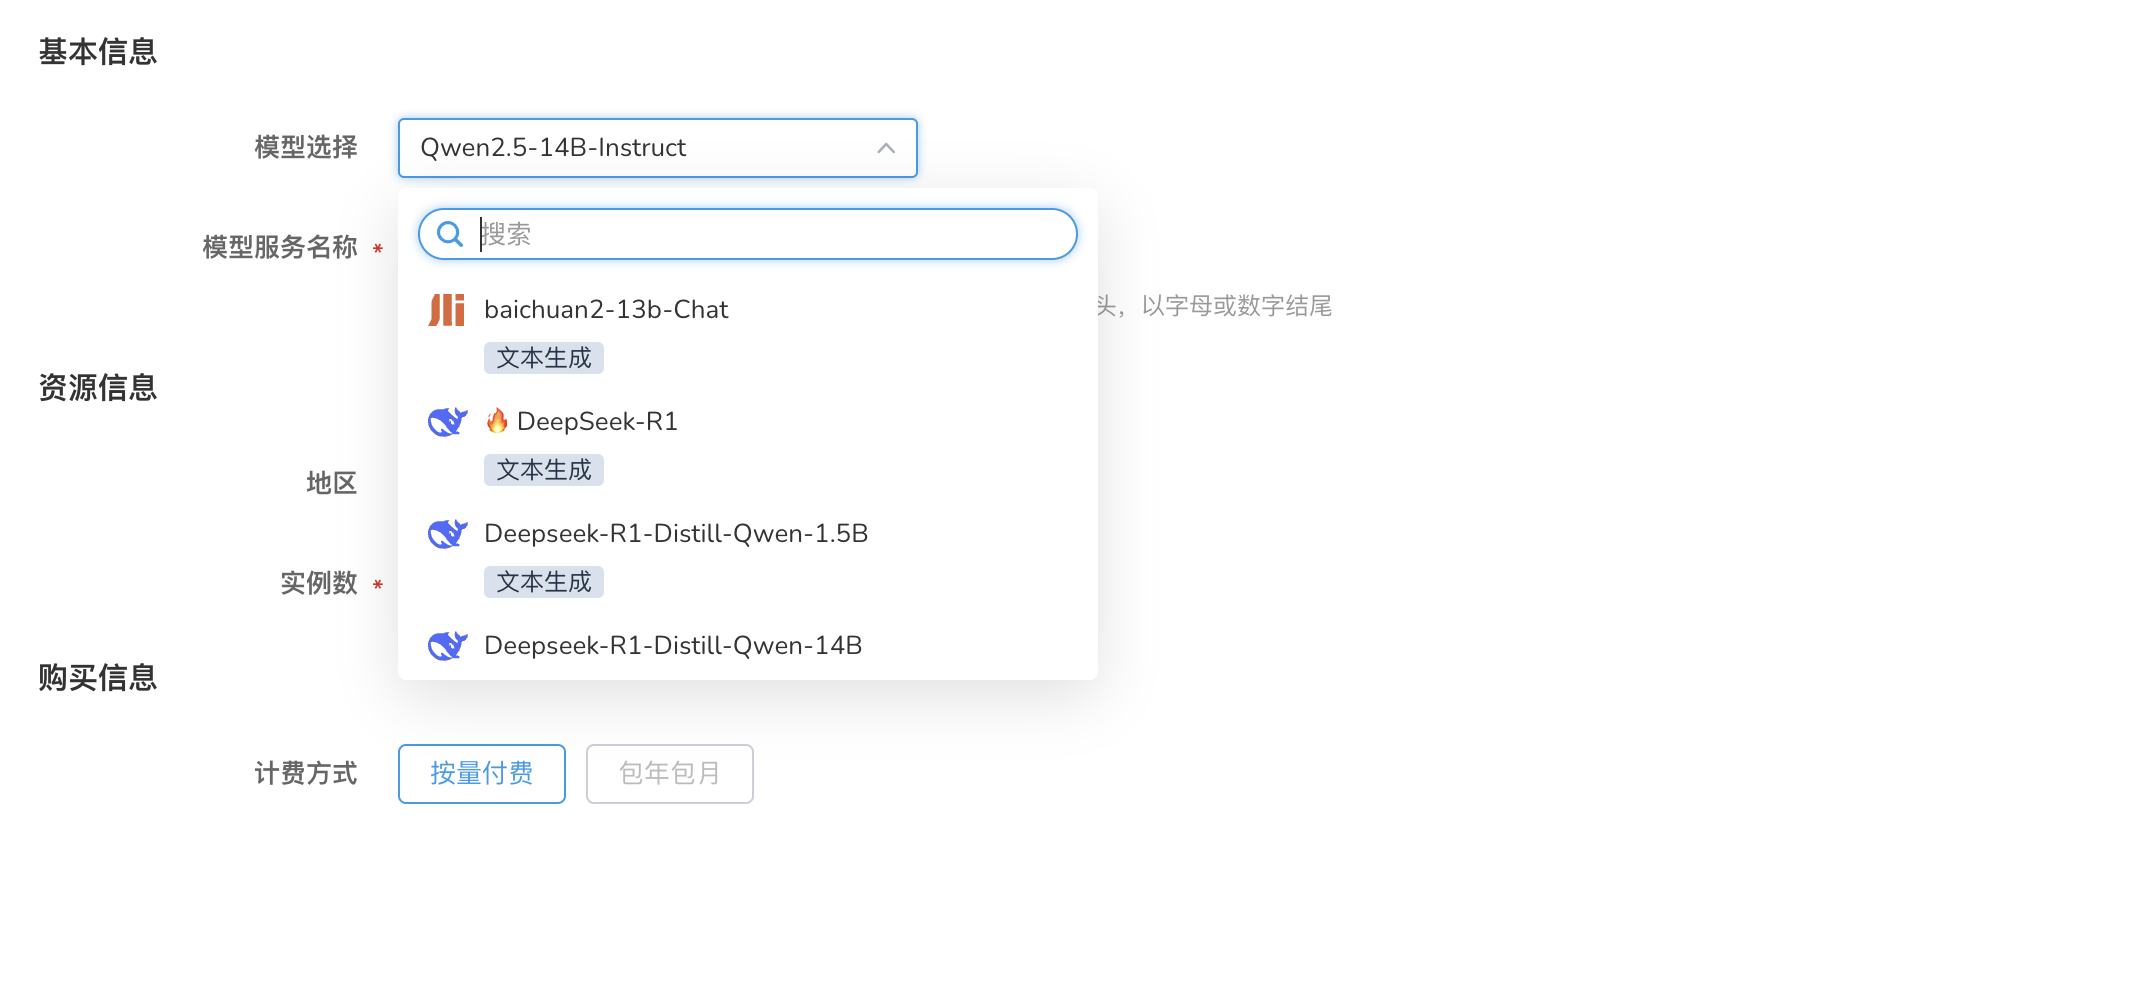 基本信息
模型选择
Qwen2.5-14B-Instruct
搜索
模型服务名称 *
baichuan2-13b-Chat
头，以字母或数字结尾
文本生成
资源信息
🔥 DeepSeek-R1
文本生成
地区
Deepseek-R1-Distill-Qwen-1.5B
实例数 *
文本生成
Deepseek-R1-Distill-Qwen-14B
购买信息
计费方式
按量付费
包年包月